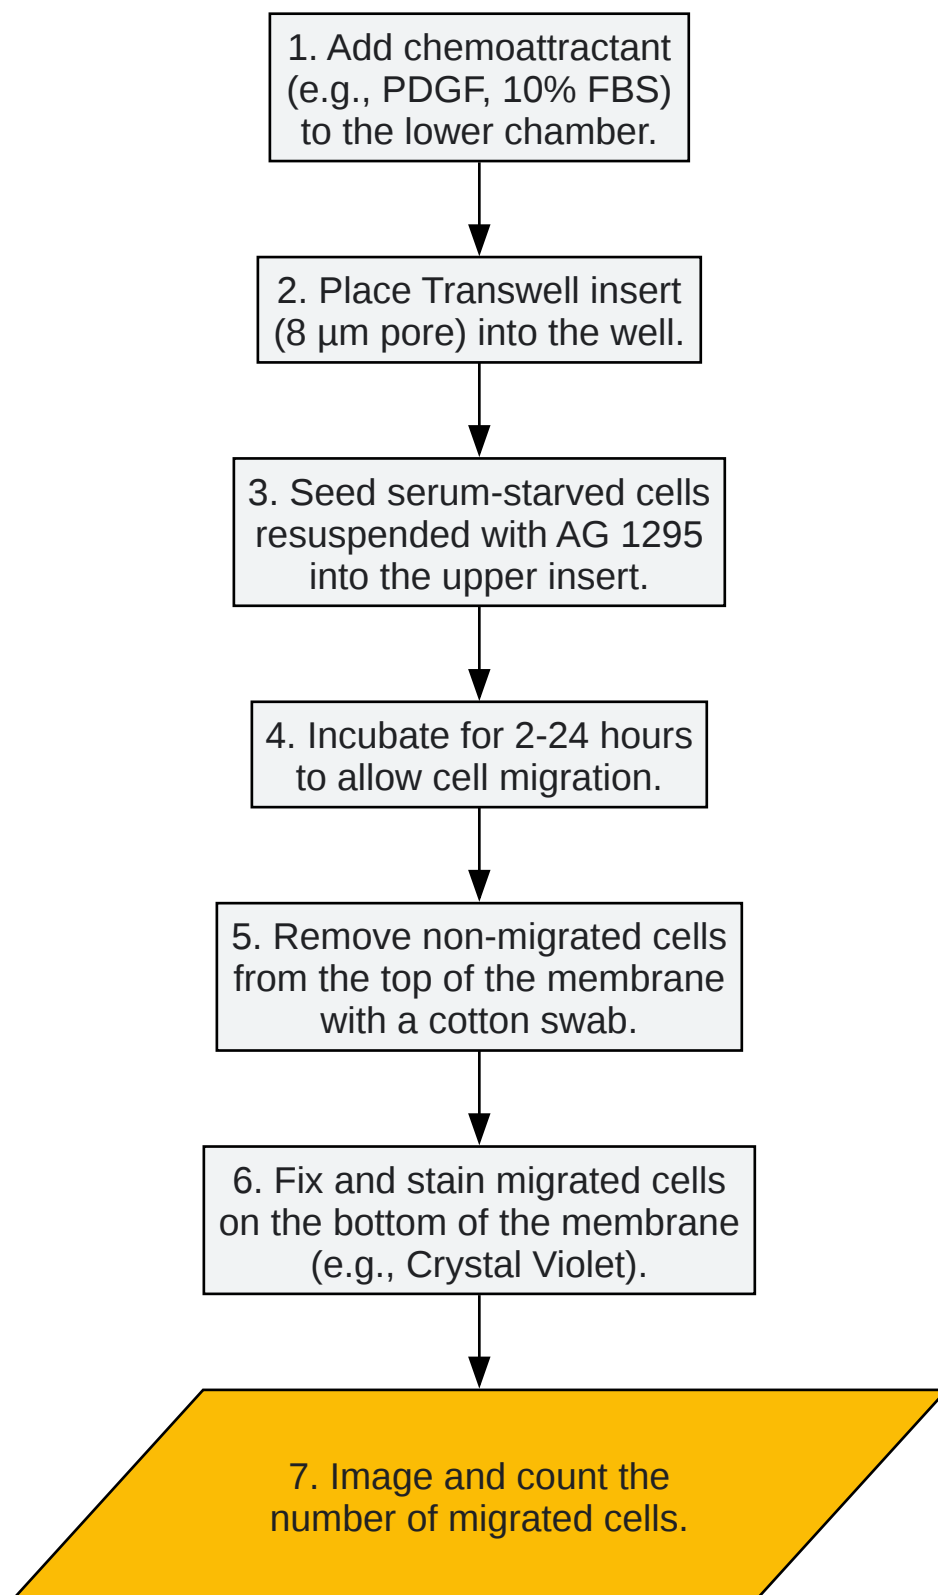 1. Add chemoattractant
(e.g., PDGF, 10% FBS)
to the lower chamber.
2. Place Transwell insert
(8 µm pore) into the well.
3. Seed serum-starved cells
resuspended with AG 1295
into the upper insert.
4. Incubate for 2-24 hours
to allow cell migration.
5. Remove non-migrated cells
from the top of the membrane
with a cotton swab.
6. Fix and stain migrated cells
on the bottom of the membrane
(e.g., Crystal Violet).
7. Image and count the
number of migrated cells.